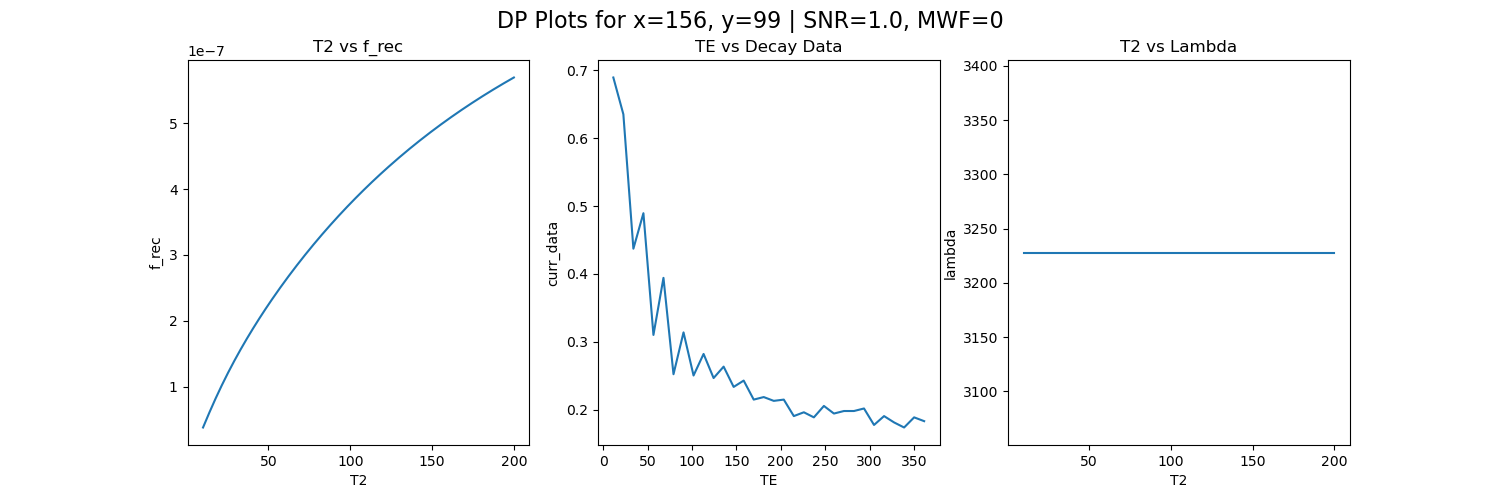 DP Plots for x=156, y=99 | SNR=1.0, MWF=0
T2 vs f_rec
1e−7
f_rec
5
4
3
2
1
50 100 150 200
T2
TE vs Decay Data
curr_data
0.7
0.6
0.5
0.4
0.3
0.2
0 50 100 150 200 250 300 350
TE
T2 vs Lambda
lambda
3400
3350
3300
3250
3200
3150
3100
50 100 150 200
T2